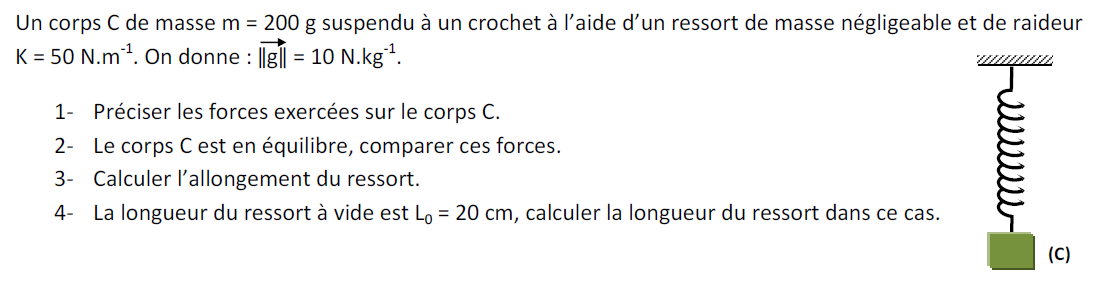 Un corps C de masse m = 200 g suspendu à un crochet à l'aide d'un ressort de masse négligeable et de raideur
K = 50 N.m⁻¹. On donne : ||g⃗|| = 10 N.kg⁻¹.
1- Préciser les forces exercées sur le corps C.
2- Le corps C est en équilibre, comparer ces forces.
3- Calculer l'allongement du ressort.
4- La longueur du ressort à vide est L₀ = 20 cm, calculer la longueur du ressort dans ce cas.
(C)